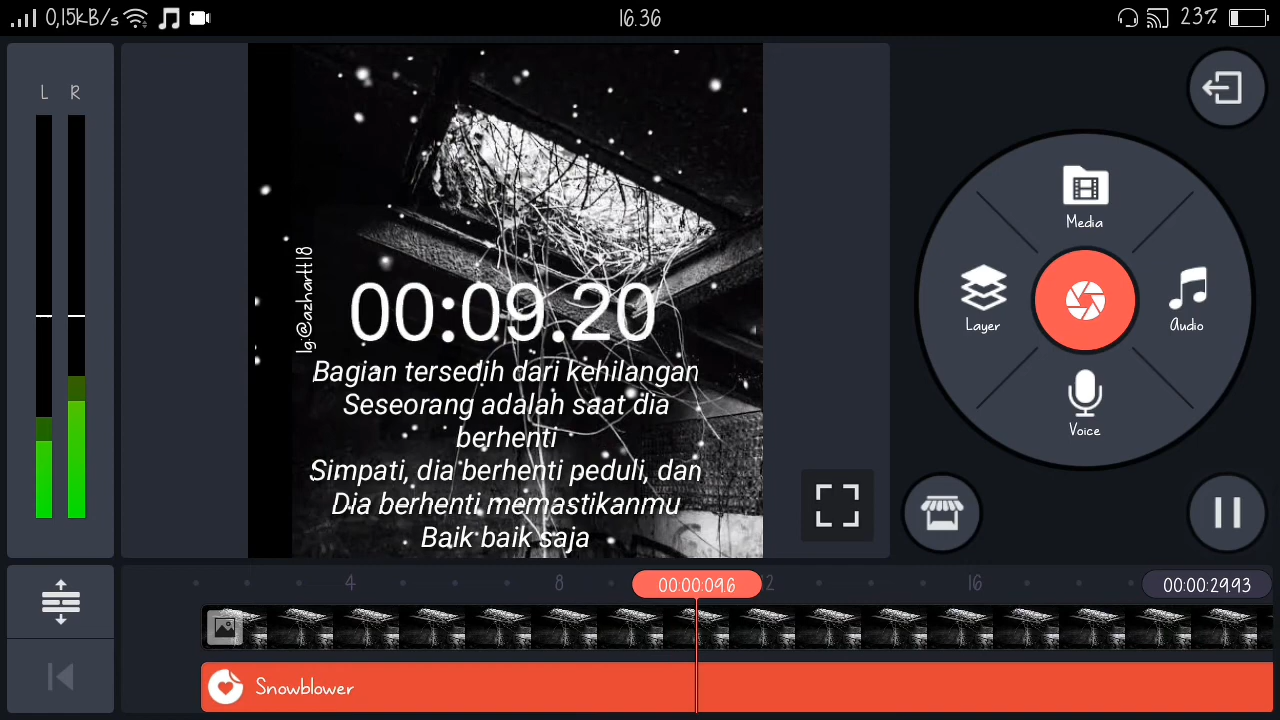 0,15kB/s
16.36
23%
L R
Ig:@azhartt18
00:09.20
Bagian tersedih dari kehilangan
Seseorang adalah saat dia
berhenti
Simpati, dia berhenti peduli, dan
Dia berhenti memastikanmu
Baik baik saja
Media
Layer
Audio
Voice
4 8 12 16
00:00:09.6
00:00:29.93
Snowblower